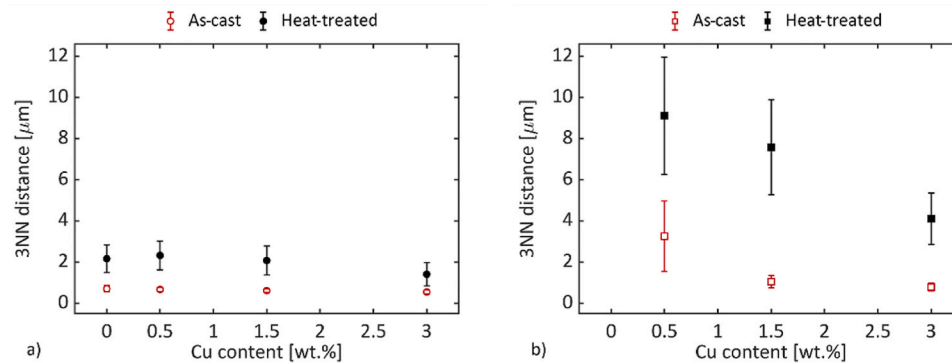 As-cast Heat-treated
12
10
8
6
4
2
0
3NN distance [μm]
0 0.5 1 1.5 2 2.5 3
Cu content [wt.%]
a)
As-cast Heat-treated
12
10
8
6
4
2
0
3NN distance [μm]
0 0.5 1 1.5 2 2.5 3
Cu content [wt.%]
b)